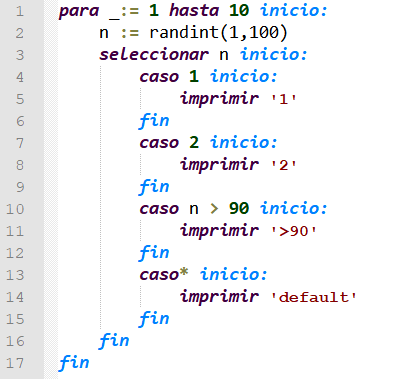 1 para _:= 1 hasta 10 inicio:
2 n := randint(1,100)
3 seleccionar n inicio:
4 caso 1 inicio:
5 imprimir '1'
6 fin
7 caso 2 inicio:
8 imprimir '2'
9 fin
10 caso n > 90 inicio:
11 imprimir '>90'
12 fin
13 caso* inicio:
14 imprimir 'default'
15 fin
16 fin
17 fin